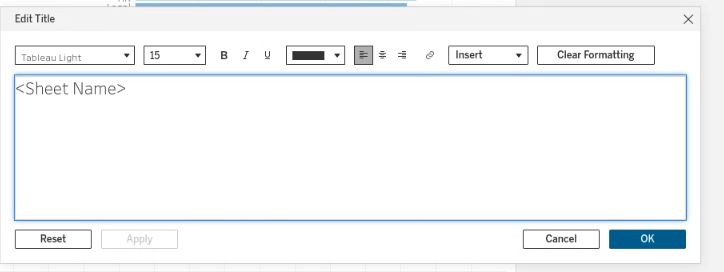 Edit Title
Tableau Light 15 B I U Insert Clear Formatting
<Sheet Name>
Reset Apply Cancel OK